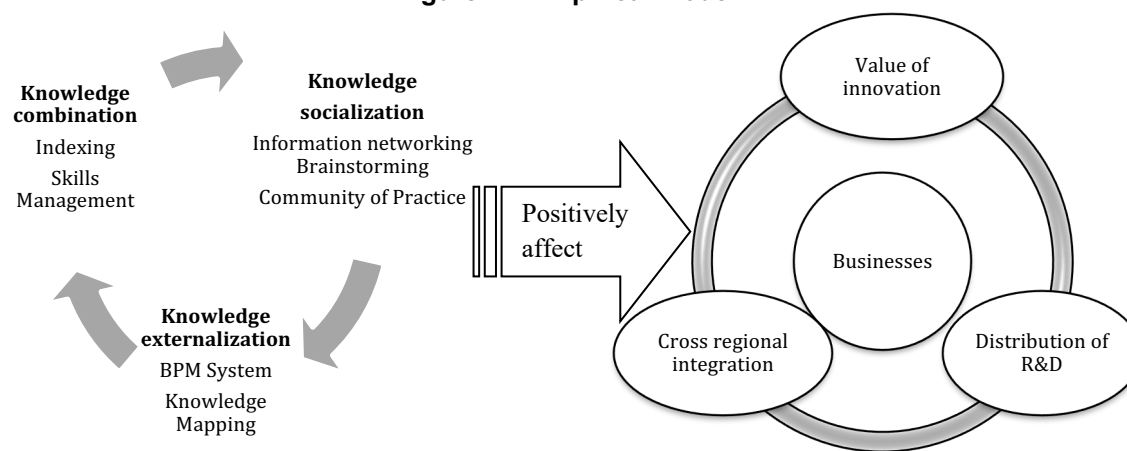 Knowledge
combination
Indexing
Skills
Management
Knowledge
socialization
Information networking
Brainstorming
Community of Practice
Knowledge
externalization
BPM System
Knowledge
Mapping
Positively
affect
Value of
innovation
Businesses
Cross regional
integration
Distribution of
R&D